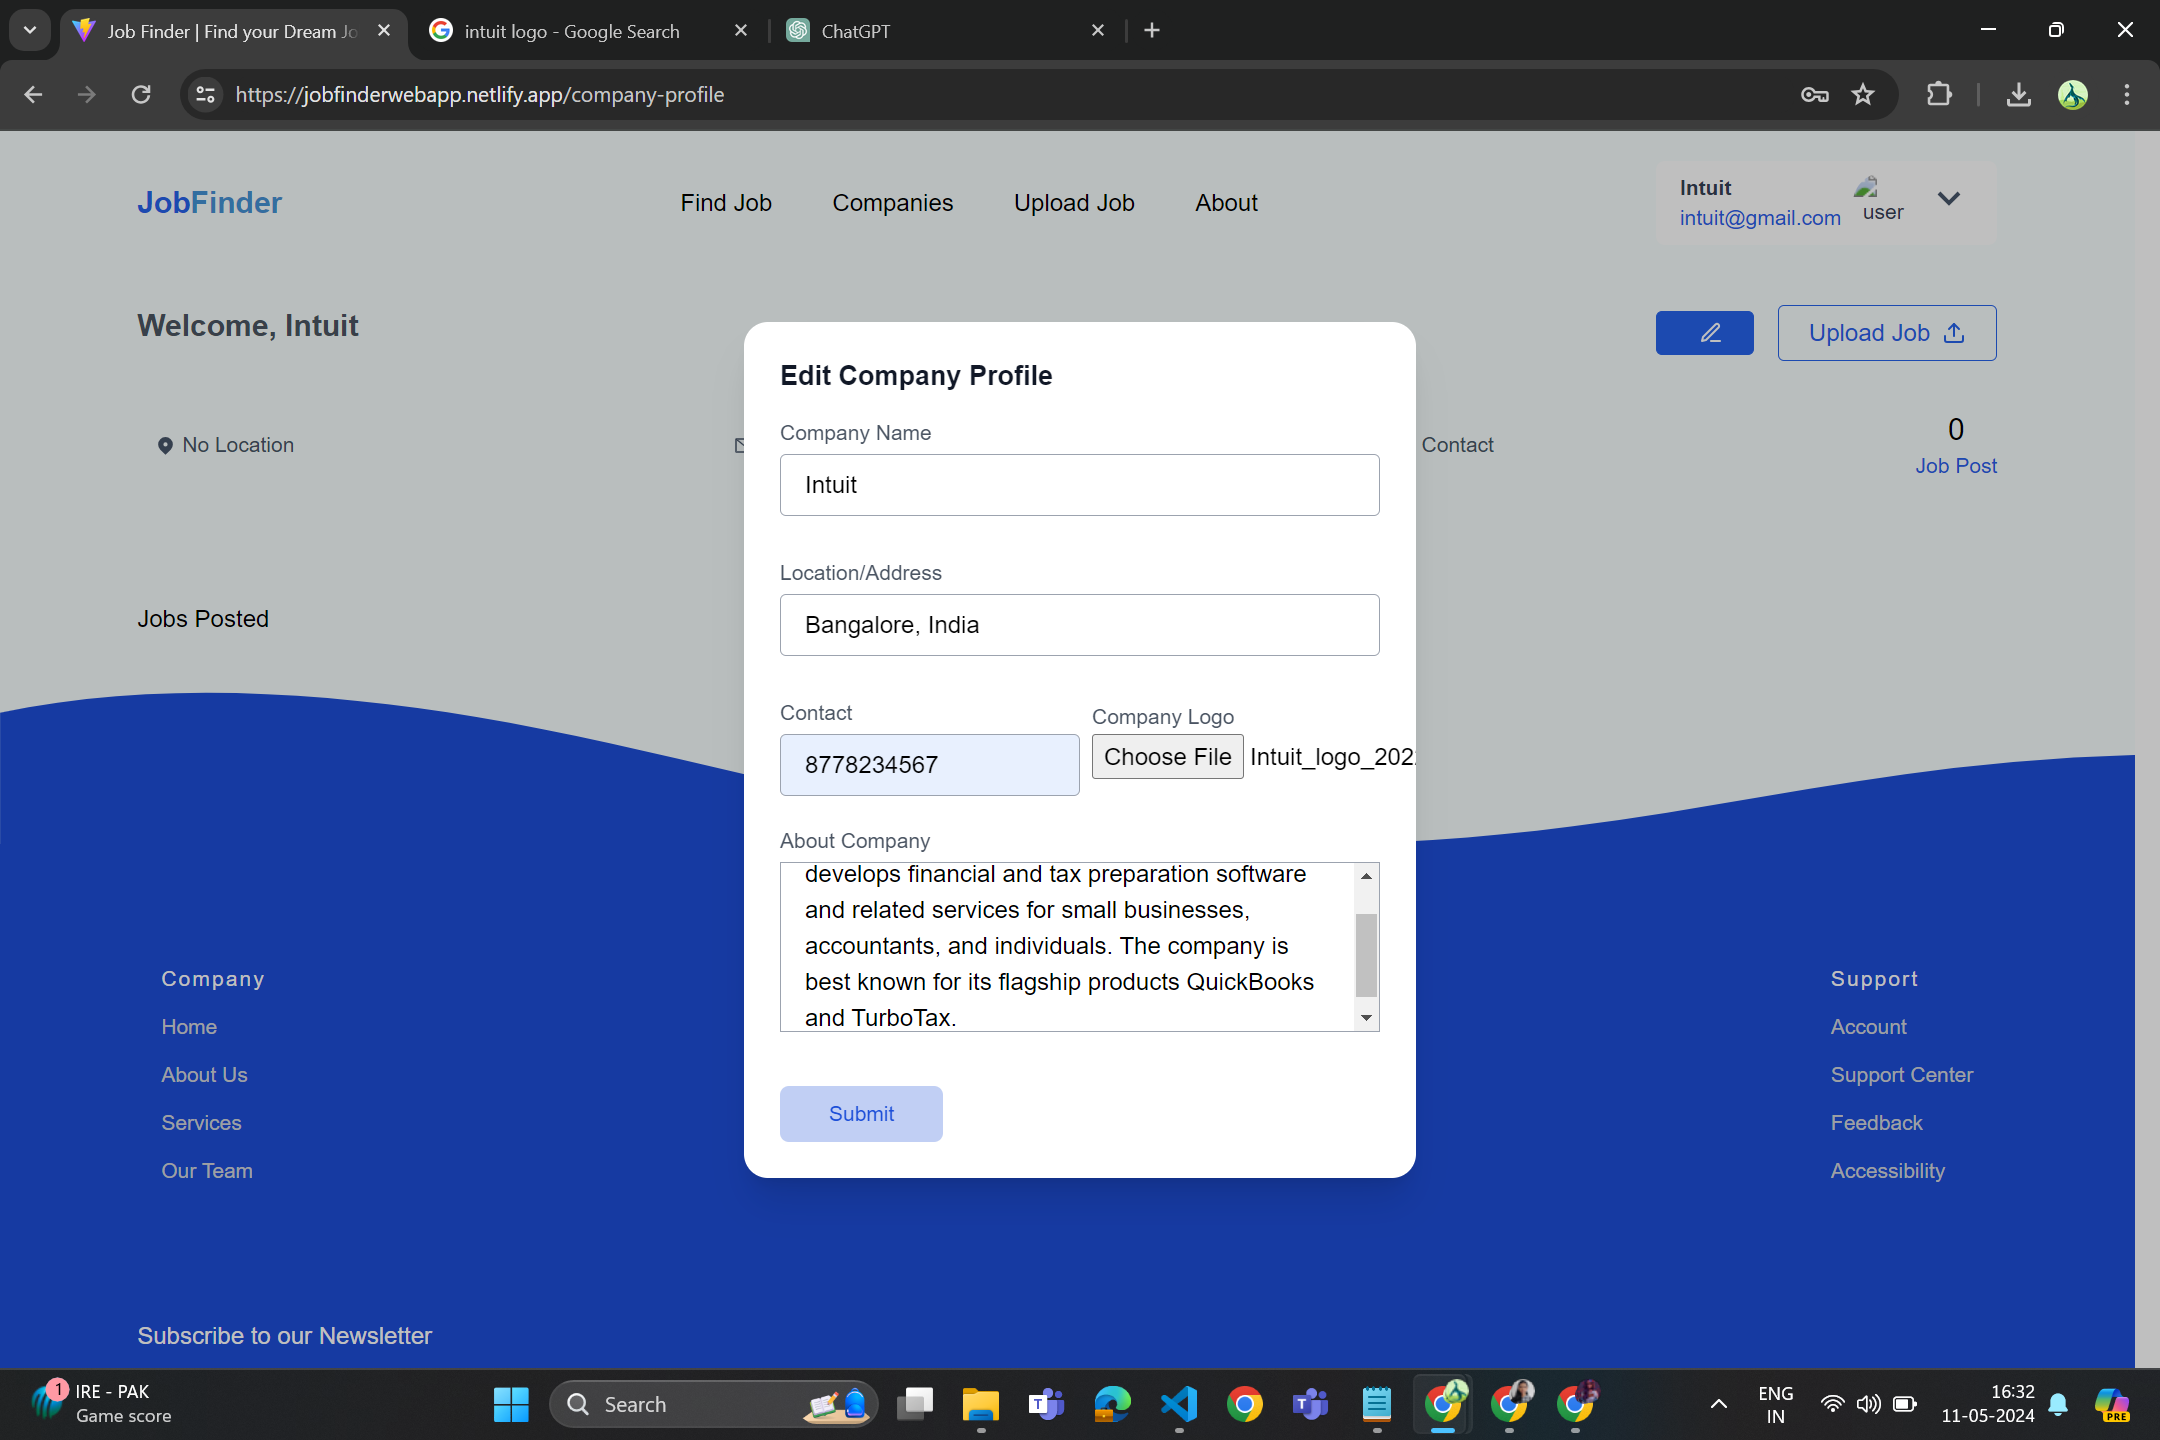 Job Finder | Find your Dream Jo
intuit logo - Google Search
ChatGPT
https://jobfinderwebapp.netlify.app/company-profile
JobFinder
Find Job
Companies
Upload Job
About
Intuit
intuit@gmail.com
user
Welcome, Intuit
Upload Job
No Location
Contact
0
Job Post
Jobs Posted
Edit Company Profile
Company Name
Intuit
Location/Address
Bangalore, India
Contact
8778234567
Company Logo
Choose File
Intuit_logo_202
About Company
develops financial and tax preparation software
and related services for small businesses,
accountants, and individuals. The company is
best known for its flagship products QuickBooks
and TurboTax.
Submit
Company
Home
About Us
Services
Our Team
Support
Account
Support Center
Feedback
Accessibility
Subscribe to our Newsletter
1
IRE - PAK
Game score
Search
ENG
IN
16:32
11-05-2024
PRE